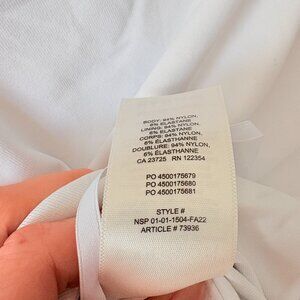 BODY: 94% NYLON,
6% ELASTANE
LINING: 94% NYLON,
6% ELASTANE
CORPS: 94% NYLON,
6% ÉLASTHANNE
DOUBLURE: 94% NYLON,
6% ÉLASTHANNE
CA 23725 RN 122354
PO 4500175679
PO 4500175680
PO 4500175681
STYLE #
NSP 01-01-1504-FA22
ARTICLE # 73936